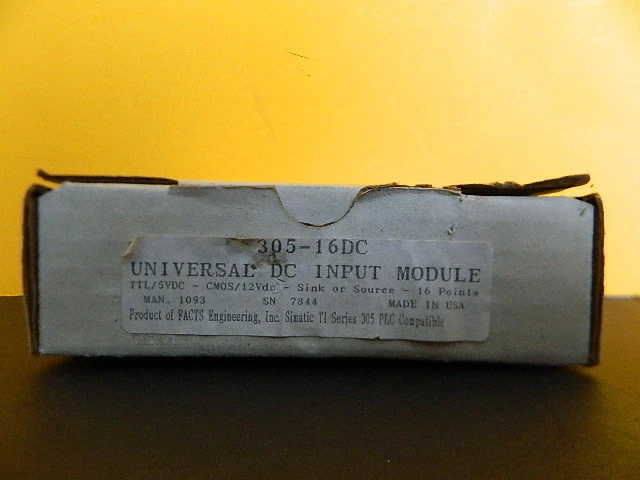 305-16DC
UNIVERSAL DC INPUT MODULE
TTL/5VDC - CMOS/12Vdc - Sink or Source - 16 Points
MAN. 1093 SN 7844 MADE IN USA
Product of FACTS Engineering, Inc. Simatic TI Series 305 PLC Compatible